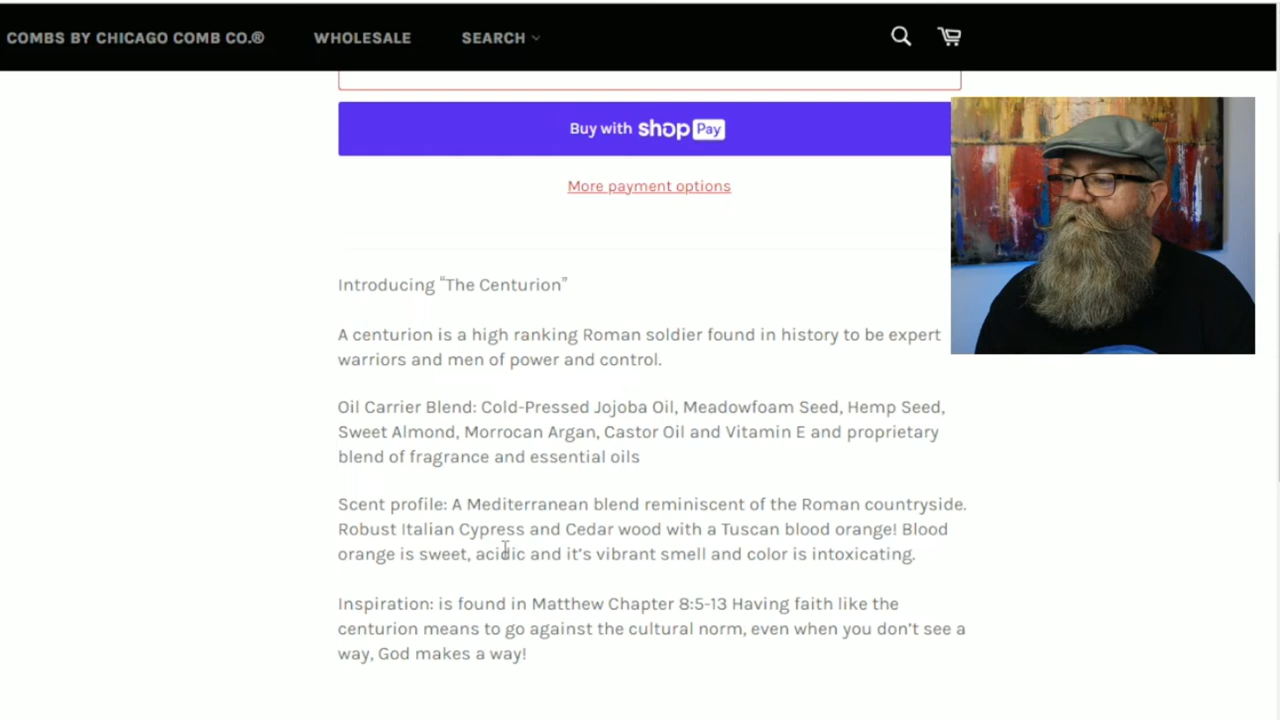 COMBS BY CHICAGO COMB CO.® WHOLESALE SEARCH
Buy with shop Pay
More payment options
Introducing “The Centurion”
A centurion is a high ranking Roman soldier found in history to be expert
warriors and men of power and control.
Oil Carrier Blend: Cold-Pressed Jojoba Oil, Meadowfoam Seed, Hemp Seed,
Sweet Almond, Morrocan Argan, Castor Oil and Vitamin E and proprietary
blend of fragrance and essential oils
Scent profile: A Mediterranean blend reminiscent of the Roman countryside.
Robust Italian Cypress and Cedar wood with a Tuscan blood orange! Blood
orange is sweet, acidic and it’s vibrant smell and color is intoxicating.
Inspiration: is found in Matthew Chapter 8:5-13 Having faith like the
centurion means to go against the cultural norm, even when you don’t see a
way, God makes a way!